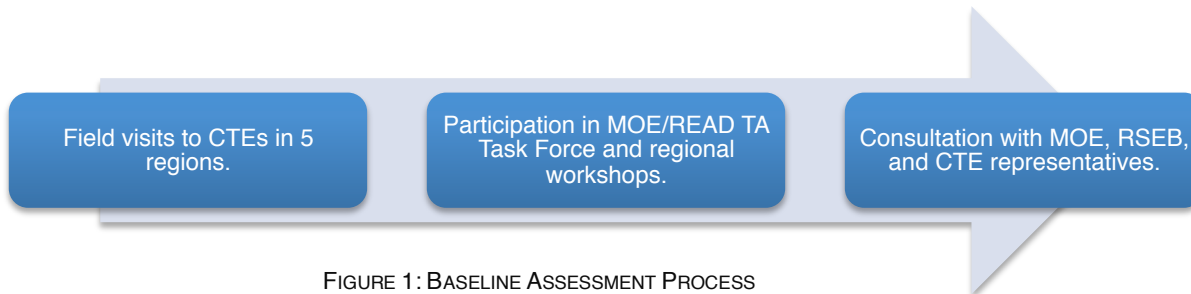 Field visits to CTEs in 5
regions.
Participation in MOE/READ TA
Task Force and regional
workshops.
Consultation with MOE, RSEB,
and CTE representatives.
FIGURE 1: BASELINE ASSESSMENT PROCESS